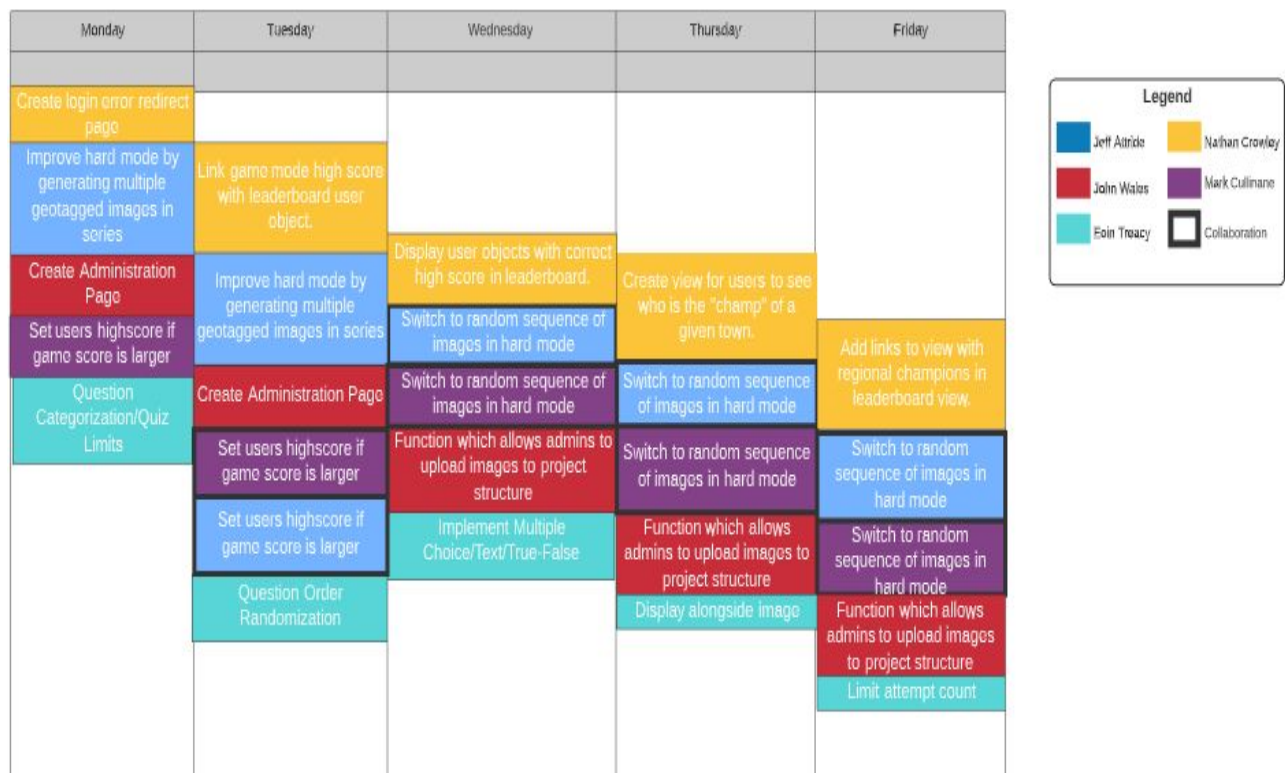 Monday
Tuesday
Wednesday
Thursday
Friday
Create login error redirect
page
Improve hard mode by
generating multiple
geotagged images in
series
Create Administration
Page
Set users highscore if
game score is larger
Question
Categorization/Quiz
Limits
Link game mode high score
with leaderboard user
object.
Improve hard mode by
generating multiple
geotagged images in series
Create Administration Page
Set users highscore if
game score is larger
Set users highscore if
game score is larger
Question Order
Randomization
Display user objects with correct
high score in leaderboard.
Switch to random sequence of
images in hard mode
Switch to random sequence of
images in hard mode
Function which allows admins to
upload images to project
structure
Implement Multiple
Choice/Text/True-False
Create view for users to see
who is the "champ" of a
given town.
Switch to random sequence
of images in hard mode
Switch to random sequence
of images in hard mode
Function which allows
admins to upload images to
project structure
Display alongside image
Add links to view with
regional champions in
leaderboard view.
Switch to random
sequence of images in
hard mode
Switch to random
sequence of images in
hard mode
Function which allows
admins to upload images
to project structure
Limit attempt count
Legend
Jeff Attride
Nathan Crowley
John Wales
Mark Cullinane
Eoin Treacy
Collaboration